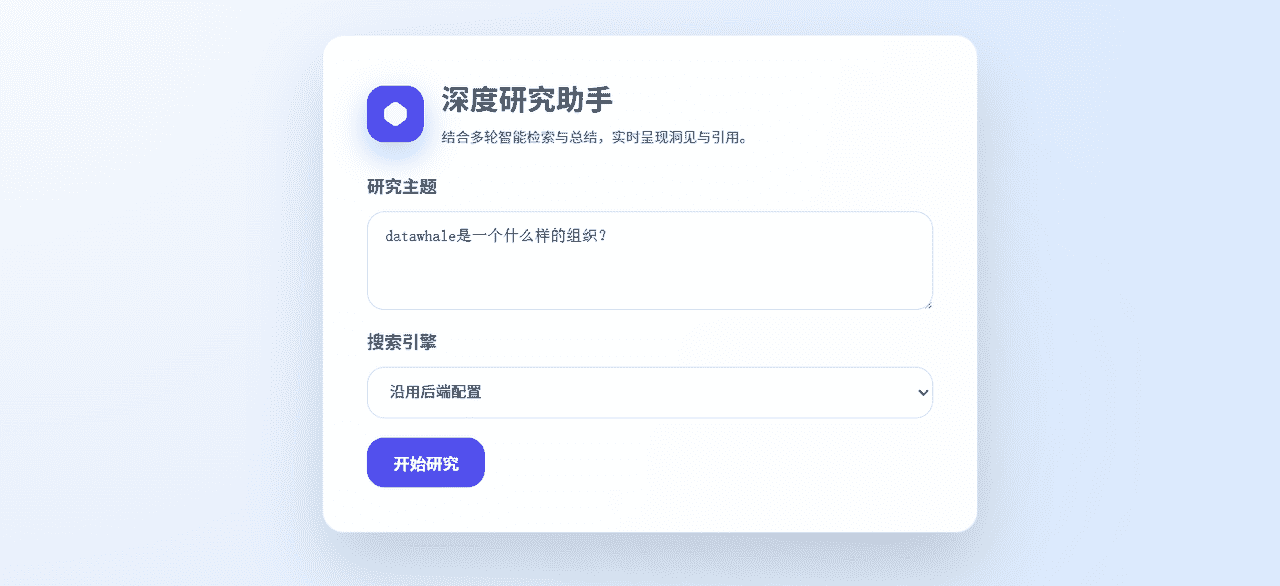 深度研究助手
结合多轮智能检索与总结，实时呈现洞见与引用。
研究主题
datawhale是一个什么样的组织？
搜索引擎
沿用后端配置
开始研究